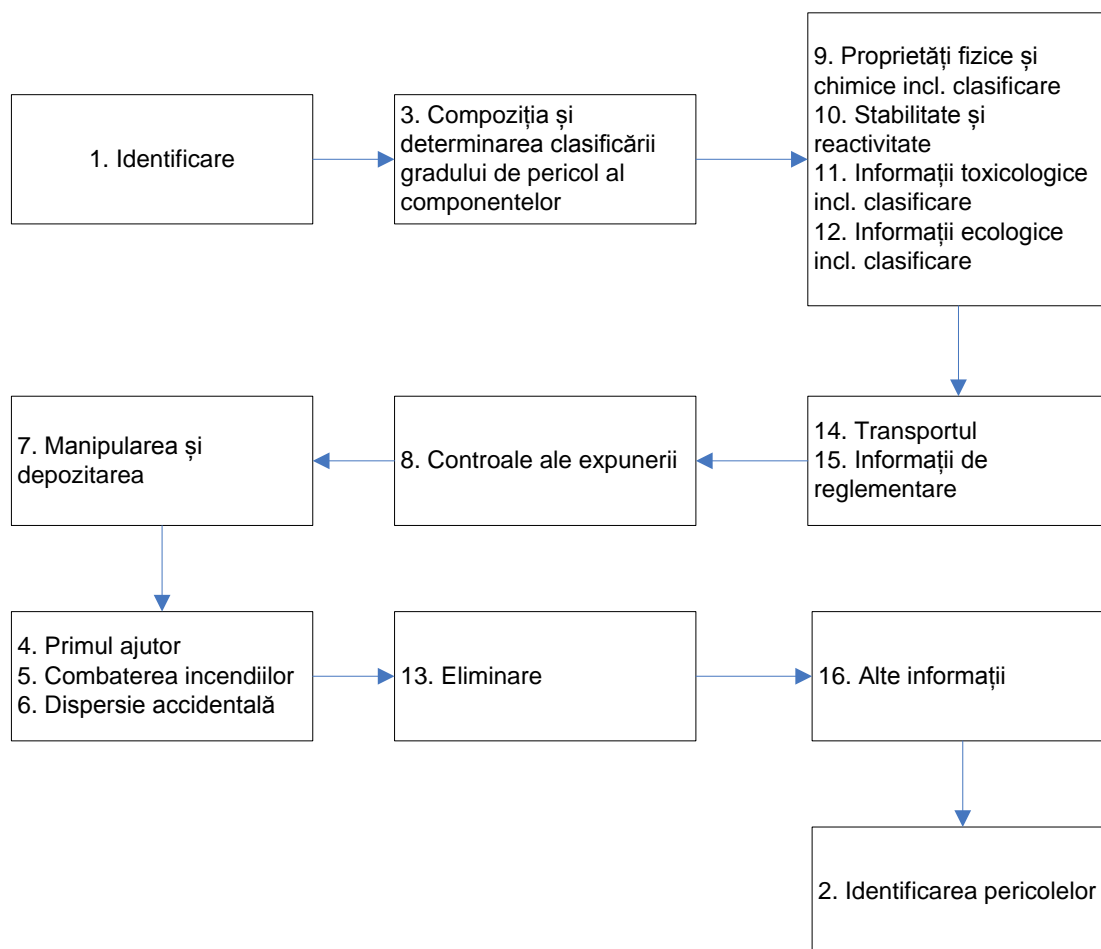 1. Identificare
3. Compoziția și
determinarea clasificării
gradului de pericol al
componentelor
9. Proprietăți fizice și
chimice incl. clasificare
10. Stabilitate și
reactivitate
11. Informații toxicologice
incl. clasificare
12. Informații ecologice
incl. clasificare
7. Manipularea și
depozitarea
8. Controale ale expunerii
14. Transportul
15. Informații de
reglementare
4. Primul ajutor
5. Combaterea incendiilor
6. Dispersie accidentală
13. Eliminare
16. Alte informații
2. Identificarea pericolelor